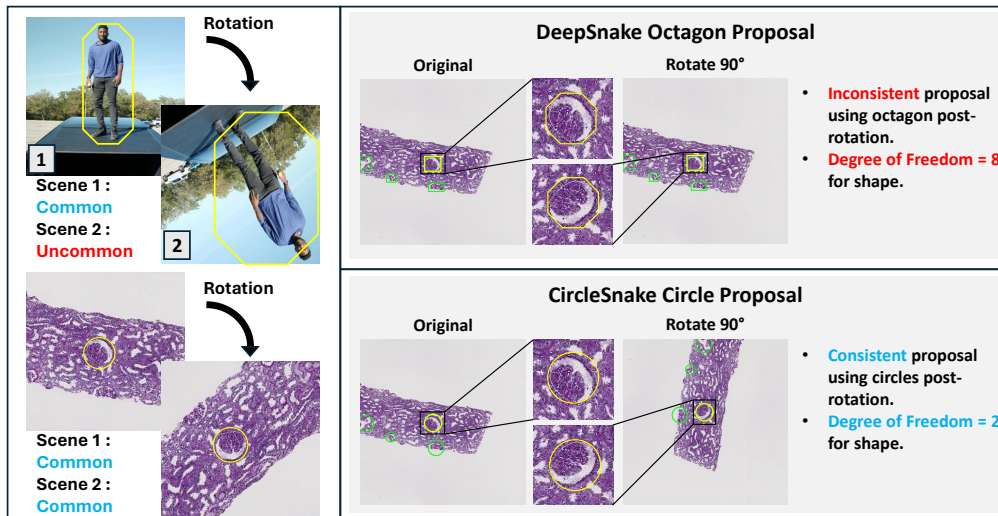 Rotation
1
Scene 1 :
Common
Scene 2 :
Uncommon
2
Rotation
Scene 1 :
Common
Scene 2 :
Common
DeepSnake Octagon Proposal
Original
Rotate 90°
• Inconsistent proposal
using octagon post-
rotation.
• Degree of Freedom = 8
for shape.
CircleSnake Circle Proposal
Original
Rotate 90°
• Consistent proposal
using circles post-
rotation.
• Degree of Freedom = 2
for shape.